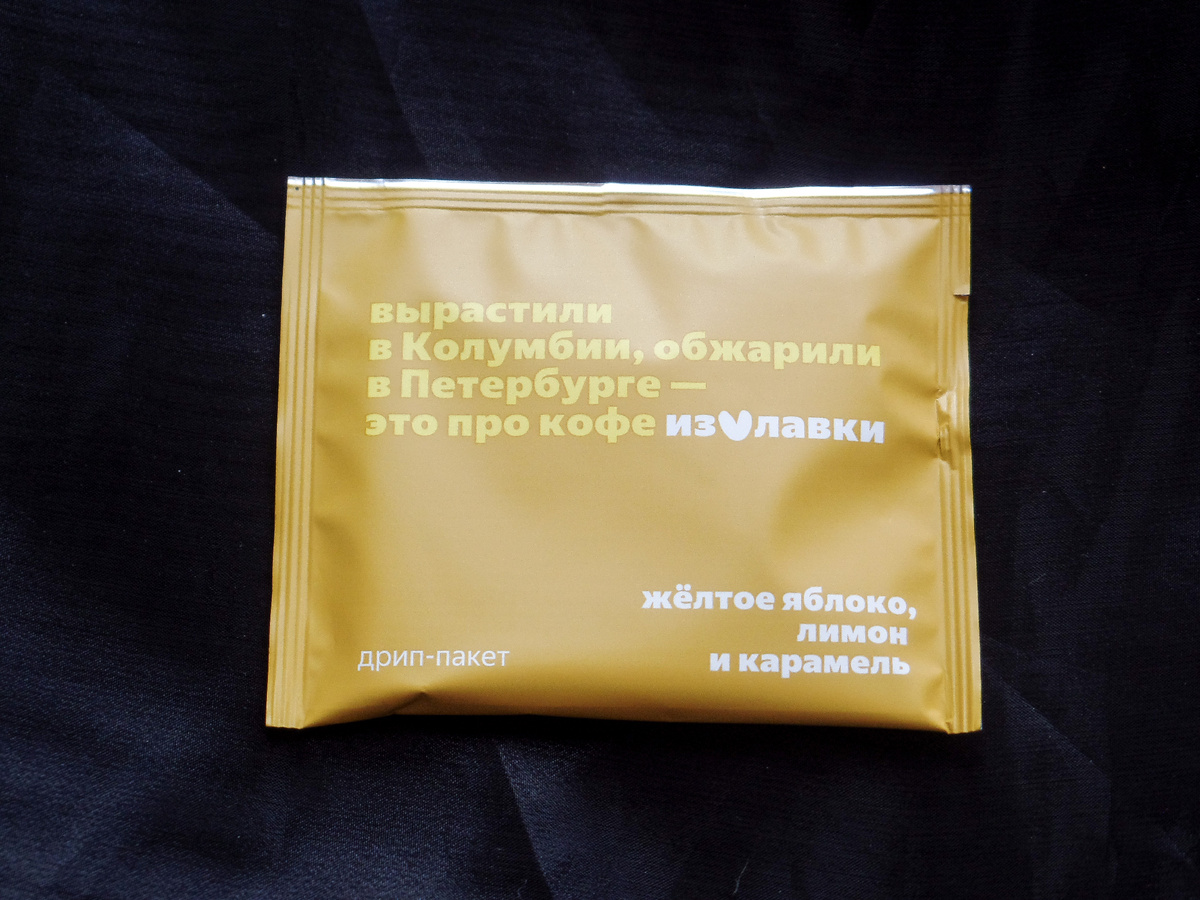 вырастили
в Колумбии, обжарили
в Петербурге —
это про кофе из лавки
жёлтое яблоко,
лимон
и карамель
дрип-пакет